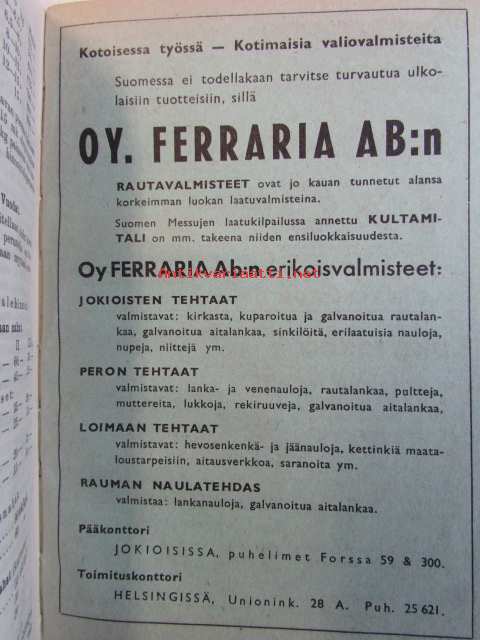 Kotoisessa työssä — Kotimaisia valiovalmisteita
Suomessa ei todellakaan tarvitse turvautua ulko-
laisiin tuotteisiin, sillä
OY. FERRARIA AB:n
RAUTAVALMISTEET ovat jo kauan tunnetut alansa
korkeimman luokan laatuvalmisteina.
Suomen Messujen laatukilpailussa annettu KULTAMI-
TALI on mm. takeena niiden ensiluokkaisuudesta.
Oy FERRARIA Ab:n erikoisvalmisteet:
JOKIOISTEN TEHTAAT
valmistavat: kirkasta, kuparoitua ja galvanoitua rautalan-
kaa, galvanoitua aitalankaa, sinkilöitä, erilaatuisia nauloja,
nupeja, niittejä ym.
PERON TEHTAAT
valmistavat: lanka- ja venenauloja, rautalankaa, pultteja,
muttereita, lukkoja, rekiruuveja, galvanoitua aitalankaa,
LOIMAAN TEHTAAT
valmistavat: hevosenkenkä- ja jäänauloja, kettinkiä maata-
loustarpeisiin, aitausverkkoa, saranoita ym.
RAUMAN NAULATEHDAS
valmistaa: lankanauloja, galvanoitua aitalankaa.
Pääkonttori
JOKIOISISSA, puhelimet Forssa 59 & 300.
Toimituskonttori
HELSINGISSÄ, Unionink. 28 A. Puh. 25 621.